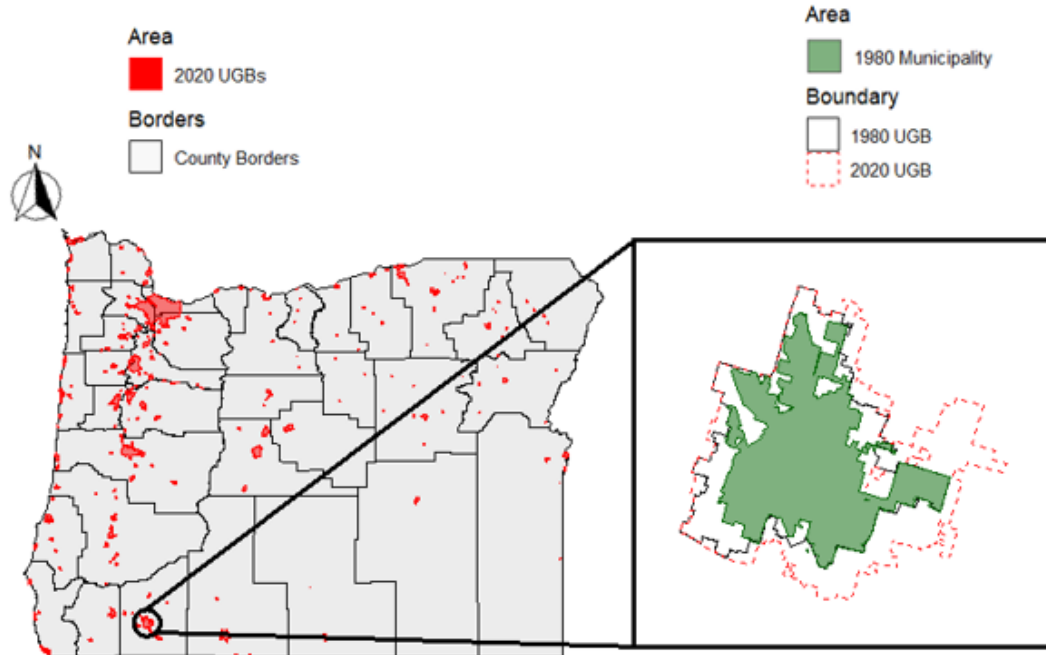 Area
2020 UGBs
Borders
County Borders
N
Area
1980 Municipality
Boundary
1980 UGB
2020 UGB